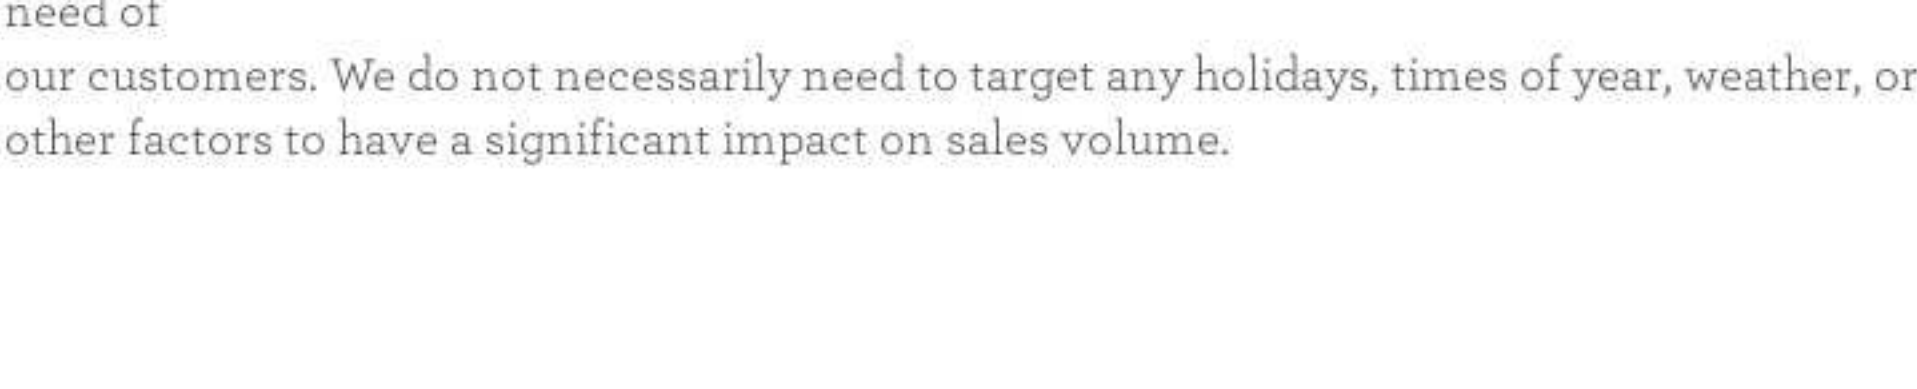 need of
our customers. We do not necessarily need to target any holidays, times of year, weather, or
other factors to have a significant impact on sales volume.